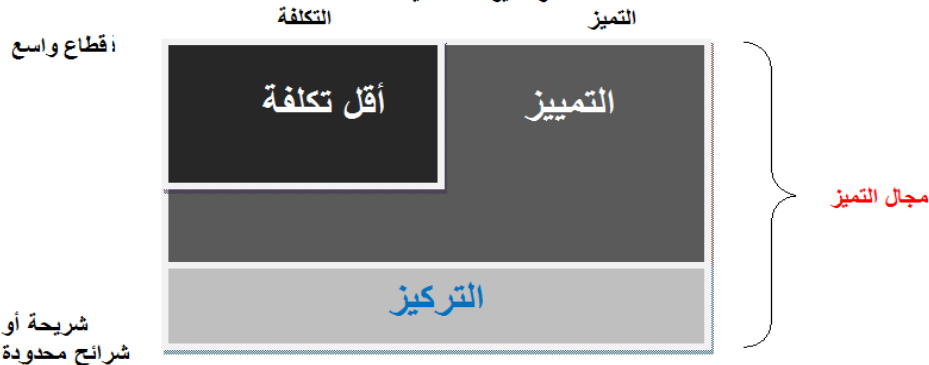 التميز
التكلفة
قطاع واسع
التمييز
أقل تكلفة
مجال التميز
التركيز
شريحة أو
شرائح محدودة